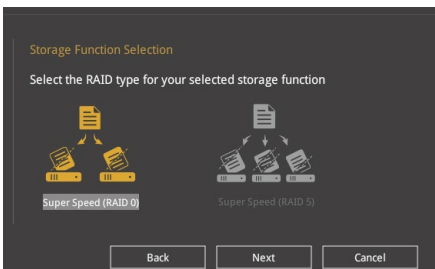 Storage Function Selection
Select the RAID type for your selected storage function
Super Speed (RAID 0)
Super Speed (RAID 5)
Back
Next
Cancel